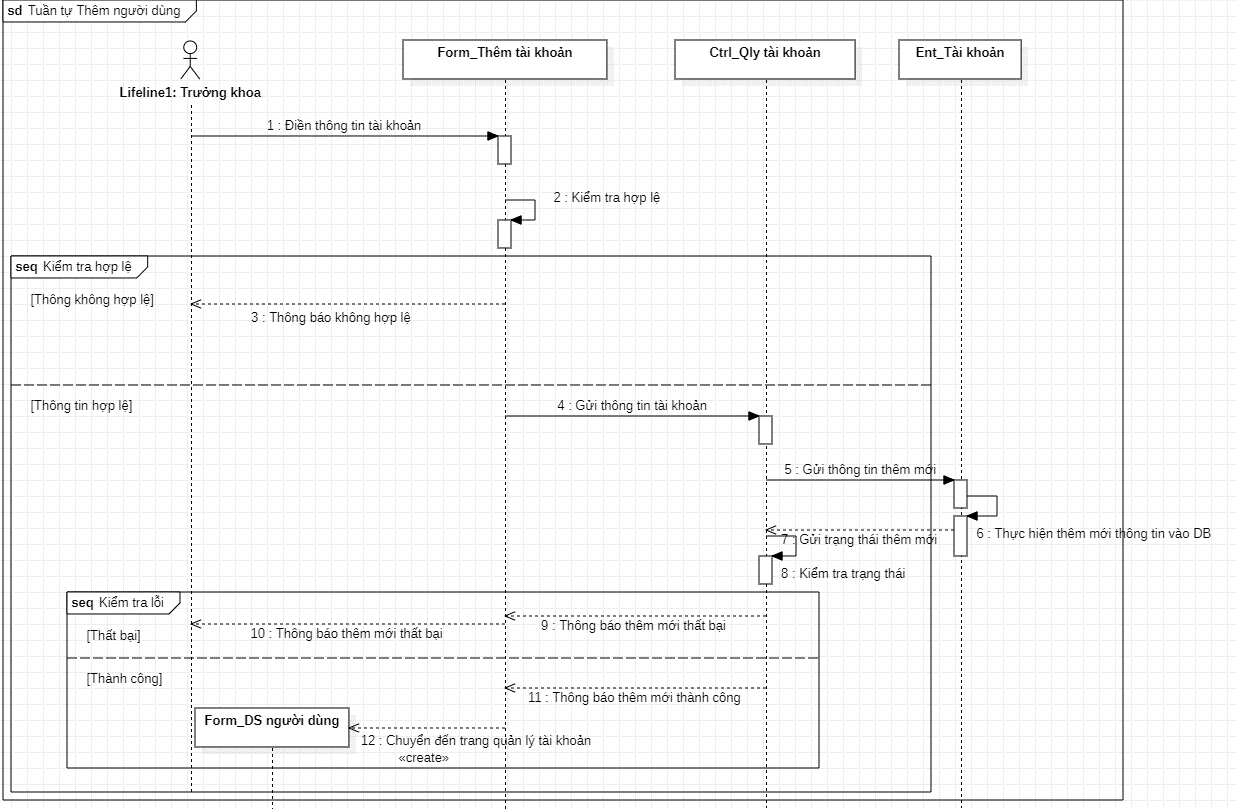 sd Tuần tự Thêm người dùng
Form_Thêm tài khoản
Ctrl_Qly tài khoản
Ent_Tài khoản
Lifeline1: Trưởng khoa
1 : Điền thông tin tài khoản
2 : Kiểm tra hợp lệ
seq Kiểm tra hợp lệ
[Thông không hợp lệ]
3 : Thông báo không hợp lệ
[Thông tin hợp lệ]
4 : Gửi thông tin tài khoản
5 : Gửi thông tin thêm mới
6 : Thực hiện thêm mới thông tin vào DB
7 : Gửi trạng thái thêm mới
8 : Kiểm tra trạng thái
seq Kiểm tra lỗi
9 : Thông báo thêm mới thất bại
10 : Thông báo thêm mới thất bại
[Thất bại]
[Thành công]
11 : Thông báo thêm mới thành công
Form_DS người dùng
12 : Chuyển đến trang quản lý tài khoản
«create»